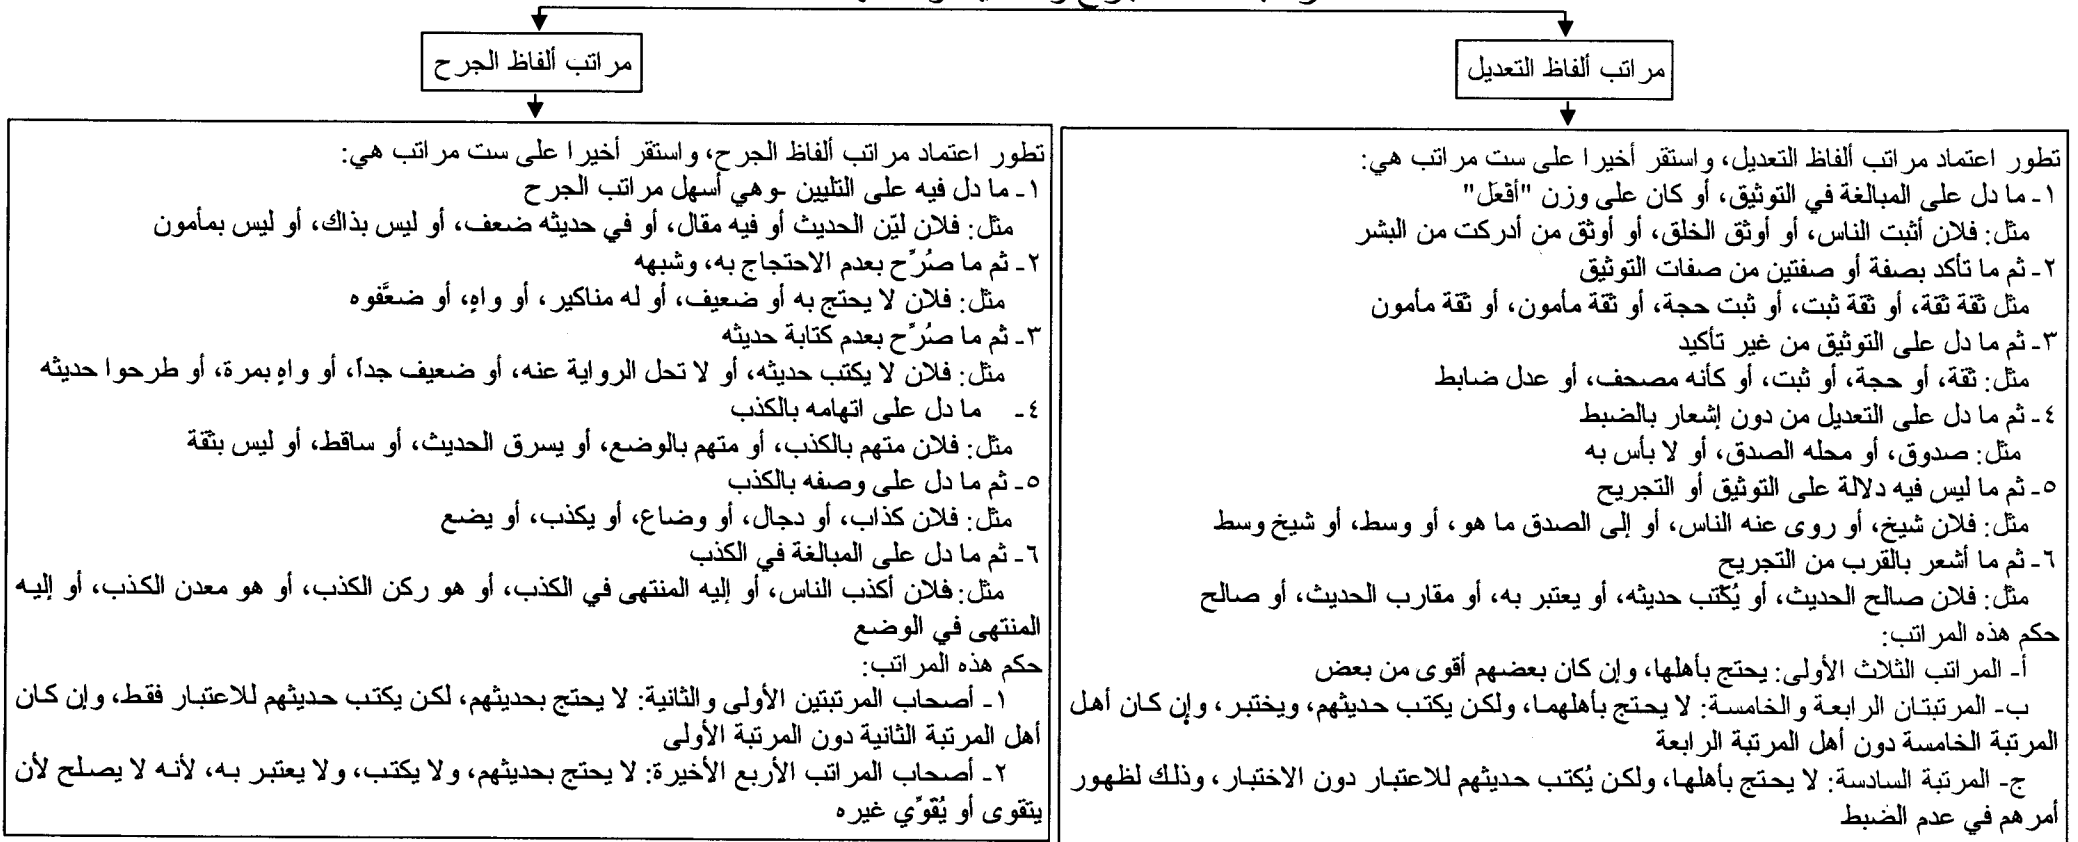 مراتب ألفاظ التعديل
تطور اعتماد مراتب ألفاظ التعديل، واستقر أخيرا على ست مراتب هي:
١- ما دل على المبالغة في التوثيق، أو كان على وزن "أفعَل"
مثل: فلان أثبت الناس، أو أوثق الخلق، أو أوثق من أدركت من البشر
٢- ثم ما تأكد بصفة أو صفتين من صفات التوثيق
مثل ثقة ثقة، أو ثقة ثبت، أو ثبت حجة، أو ثقة مأمون، أو ثقة مأمون
٣- ثم ما دل على التوثيق من غير تأكيد
مثل: ثقة، أو حجة، أو ثبت، أو كأنه مصحف، أو عدل ضابط
٤- ثم ما دل على التعديل من دون إشعار بالضبط
مثل: صدوق، أو محله الصدق، أو لا بأس به
٥- ثم ما ليس فيه دلالة على التوثيق أو التجريح
مثل: فلان شيخ، أو روى عنه الناس، أو إلى الصدق ما هو، أو وسط، أو شيخ وسط
٦- ثم ما أشعر بالقرب من التجريح
مثل: فلان صالح الحديث، أو يُكْتب حديثه، أو يعتبر به، أو مقارب الحديث، أو صالح
حكم هذه المراتب:
أ- المراتب الثلاث الأولى: يحتج بأهلها، وإن كان بعضهم أقوى من بعض
ب- المرتبتان الرابعة والخامسة: لا يحتج بأهلهما، ولكن يكتب حديثهم، ويختبر، وإن كان أهل
المرتبة الخامسة دون أهل المرتبة الرابعة
ج- المرتبة السادسة: لا يحتج بأهلها، ولكن يُكتب حديثهم للاعتبار دون الاختبار، وذلك لظهور
أمرهم في عدم الضبط
مراتب ألفاظ الجرح
تطور اعتماد مراتب ألفاظ الجرح، واستقر أخيرا على ست مراتب هي:
١- ما دل فيه على التليين -وهي أسهل مراتب الجرح
مثل: فلان ليّن الحديث أو فيه مقال، أو في حديثه ضعف، أو ليس بذاك، أو ليس بمأمون
٢- ثم ما صُرِّح بعدم الاحتجاج به، وشبهه
مثل: فلان لا يحتج به أو ضعيف، أو له مناكير، أو واهٍ، أو ضعَّفوه
٣- ثم ما صُرِّح بعدم كتابة حديثه
مثل: فلان لا يكتب حديثه، أو لا تحل الرواية عنه، أو ضعيف جداً، أو واهٍ بمرة، أو طرحوا حديثه
٤- ما دل على اتهامه بالكذب
مثل: فلان متهم بالكذب، أو متهم بالوضع، أو يسرق الحديث، أو ساقط، أو ليس بثقة
٥- ثم ما دل على وصفه بالكذب
مثل: فلان كذاب، أو دجال، أو وضاع، أو يكذب، أو يضع
٦- ثم ما دل على المبالغة في الكذب
مثل: فلان أكذب الناس، أو إليه المنتهى في الكذب، أو هو ركن الكذب، أو هو معدن الكذب، أو إليه
المنتهى في الوضع
حكم هذه المراتب:
١- أصحاب المرتبتين الأولى والثانية: لا يحتج بحديثهم، لكن يكتب حديثهم للاعتبار فقط، وإن كان
أهل المرتبة الثانية دون المرتبة الأولى
٢- أصحاب المراتب الأربع الأخيرة: لا يحتج بحديثهم، ولا يكتب، ولا يعتبر به، لأنه لا يصلح لأن
يتقوى أو يُقوِّي غيره